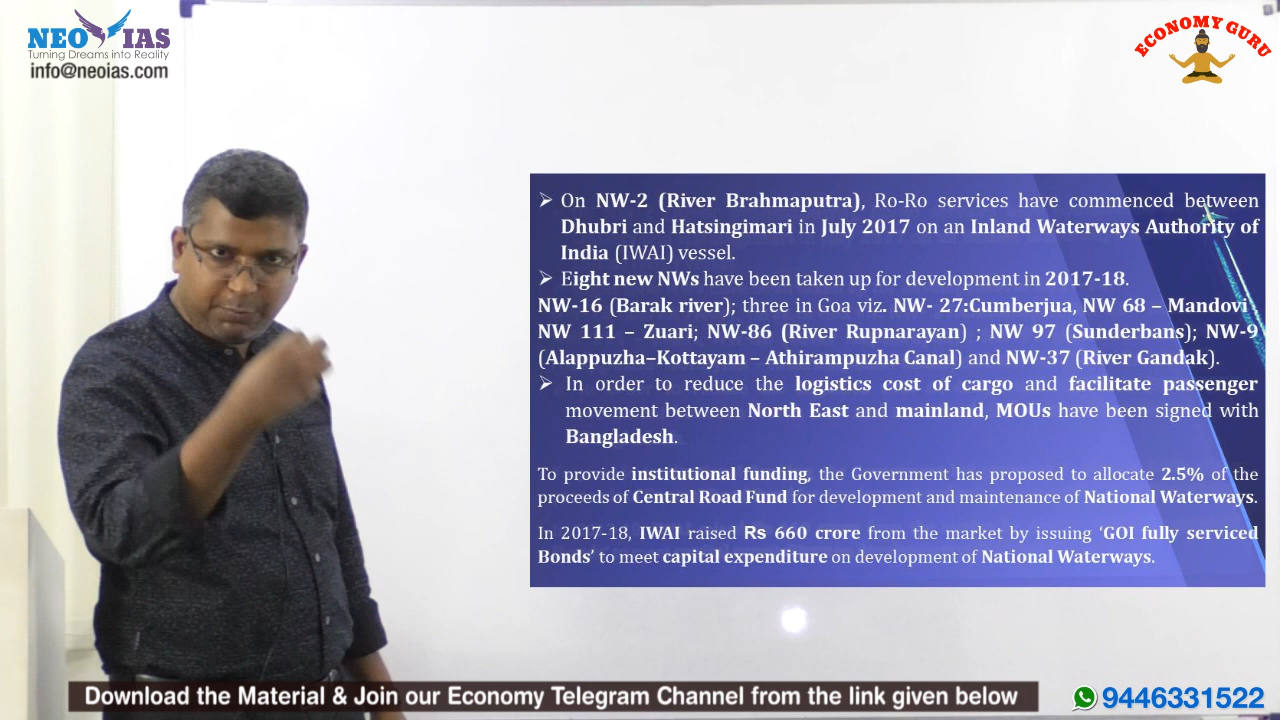 NEO IAS
Turning Dreams into Reality
info@neoias.com
ECONOMY GURU
➢ On NW-2 (River Brahmaputra), Ro-Ro services have commenced between
Dhubri and Hatsingimari in July 2017 on an Inland Waterways Authority of
India (IWAI) vessel.
➢ Eight new NWs have been taken up for development in 2017-18.
NW-16 (Barak river); three in Goa viz. NW- 27:Cumberjua, NW 68 – Mandovi,
NW 111 – Zuari; NW-86 (River Rupnarayan) ; NW 97 (Sunderbans); NW-9
(Alappuzha–Kottayam – Athirampuzha Canal) and NW-37 (River Gandak).
➢ In order to reduce the logistics cost of cargo and facilitate passenger
movement between North East and mainland, MOUs have been signed with
Bangladesh.
To provide institutional funding, the Government has proposed to allocate 2.5% of the
proceeds of Central Road Fund for development and maintenance of National Waterways.
In 2017-18, IWAI raised Rs 660 crore from the market by issuing ‘GOI fully serviced
Bonds’ to meet capital expenditure on development of National Waterways.
Download the Material & Join our Economy Telegram Channel from the link given below
9446331522